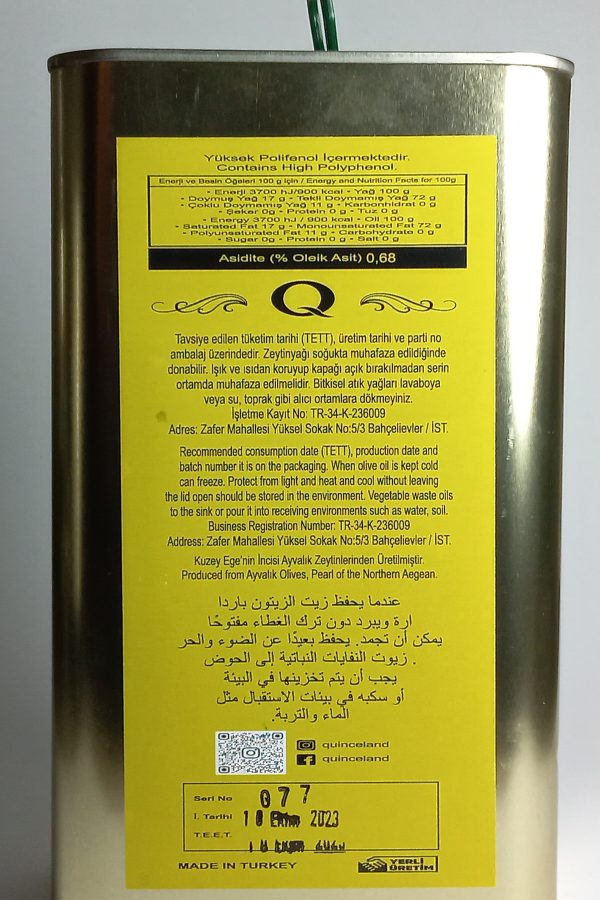 Yüksek Polifenol İçermektedir.
Contains High Polyphenol.
Enerji ve Besin Öğeleri 100 g için / Energy and Nutrition Facts for 100g
- Enerji 3700 hJ/900 kcal - Yağ 100 g
- Doymuş Yağ 17 g - Tekli Doymamış Yağ 72 g
- Çoklu Doymamış Yağ 11 g - Karbonhidrat 0 g
- Şeker 0g - Protein 0 g - Tuz 0 g
- Energy 3700 hJ / 900 kcal - Oil 100 g
- Saturated Fat 17 g - Monounsaturated Fat 72 g
- Polyunsaturated Fat 11 g - Carbohydrate 0 g
- Sugar 0g - Protein 0 g - Salt 0 g
Asidite (% Oleik Asit) 0,68
Q
Tavsiye edilen tüketim tarihi (TETT), üretim tarihi ve parti no
ambalaj üzerindedir. Zeytinyağı soğukta muhafaza edildiğinde
donabilir. Işık ve ısıdan koruyup kapağı açık bırakılmadan serin
ortamda muhafaza edilmelidir. Bitkisel atık yağları lavaboya
veya su, toprak gibi alıcı ortamlara dökmeyiniz.
İşletme Kayıt No: TR-34-K-236009
Adres: Zafer Mahallesi Yüksel Sokak No:5/3 Bahçelievler / İST.
Recommended consumption date (TETT), production date and
batch number it is on the packaging. When olive oil is kept cold
can freeze. Protect from light and heat and cool without leaving
the lid open should be stored in the environment. Vegetable waste oils
to the sink or pour it into receiving environments such as water, soil.
Business Registration Number: TR-34-K-236009
Address: Zafer Mahallesi Yüksel Sokak No:5/3 Bahçelievler / İST.
Kuzey Ege'nin İncisi Ayvalık Zeytinlerinden Üretilmiştir.
Produced from Ayvalık Olives, Pearl of the Northern Aegean.
عندما يحفظ زيت الزيتون باردا
ارة ويبرد دون ترك الغطاء مفتوحًا
يمكن أن تجمد. يحفظ بعيدًا عن الضوء والحر
. زيوت النفايات النباتية إلى الحوض
يجب أن يتم تخزينها في البيئة
أو سكبه في بيئات الاستقبال مثل
الماء والتربة.
quinceland
quinceland
Seri No 077
İ. Tarihi 10 Ekim 2023
T.E.E.T. 10
MADE IN TURKEY
YERLİ
ÜRETİM